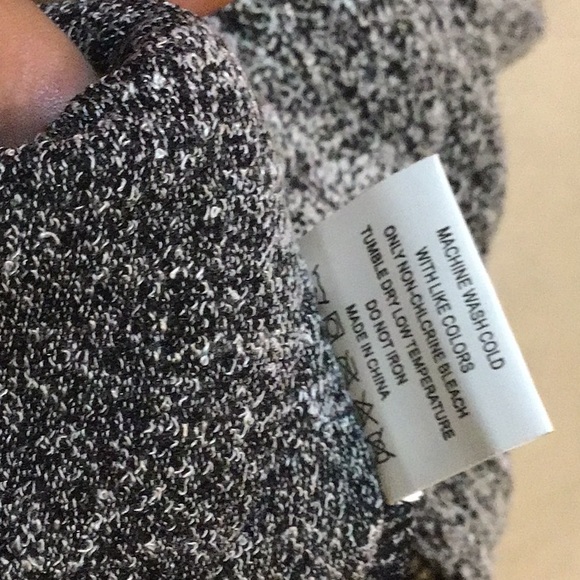 MACHINE WASH COLD
WITH LIKE COLORS
ONLY NON-CHLORINE BLEACH
TUMBLE DRY LOW TEMPERATURE
DO NOT IRON
MADE IN CHINA